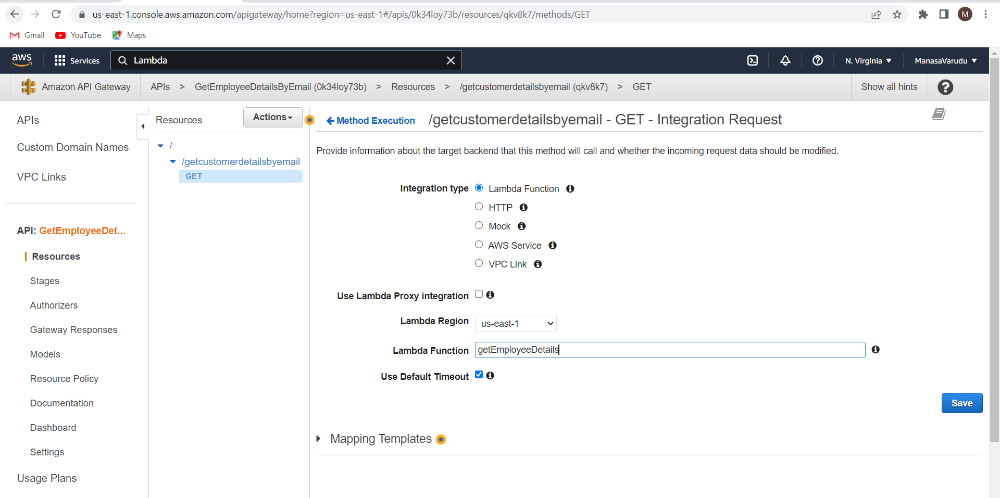 us-east-1.console.aws.amazon.com/apigateway/home?region=us-east-1#/apis/0k34loy73b/resources/qkv8k7/methods/GET
M
Gmail YouTube Maps
aws Services Lambda N. Virginia ▼ ManasaVarudu ▼
Amazon API Gateway APIs > GetEmployeeDetailsByEmail (0k34loy73b) > Resources > /getcustomerdetailsbyemail (qkv8k7) > GET Show all hints
APIs
Custom Domain Names
VPC Links
API: GetEmployeeDet...
Resources
Stages
Authorizers
Gateway Responses
Models
Resource Policy
Documentation
Dashboard
Settings
Usage Plans
Resources Actions
/
/getcustomerdetailsbyemail
GET
Method Execution /getcustomerdetailsbyemail - GET - Integration Request
Provide information about the target backend that this method will call and whether the incoming request data should be modified.
Integration type Lambda Function
HTTP
Mock
AWS Service
VPC Link
Use Lambda Proxy integration
Lambda Region us-east-1
Lambda Function getEmployeeDetails
Use Default Timeout
Save
Mapping Templates